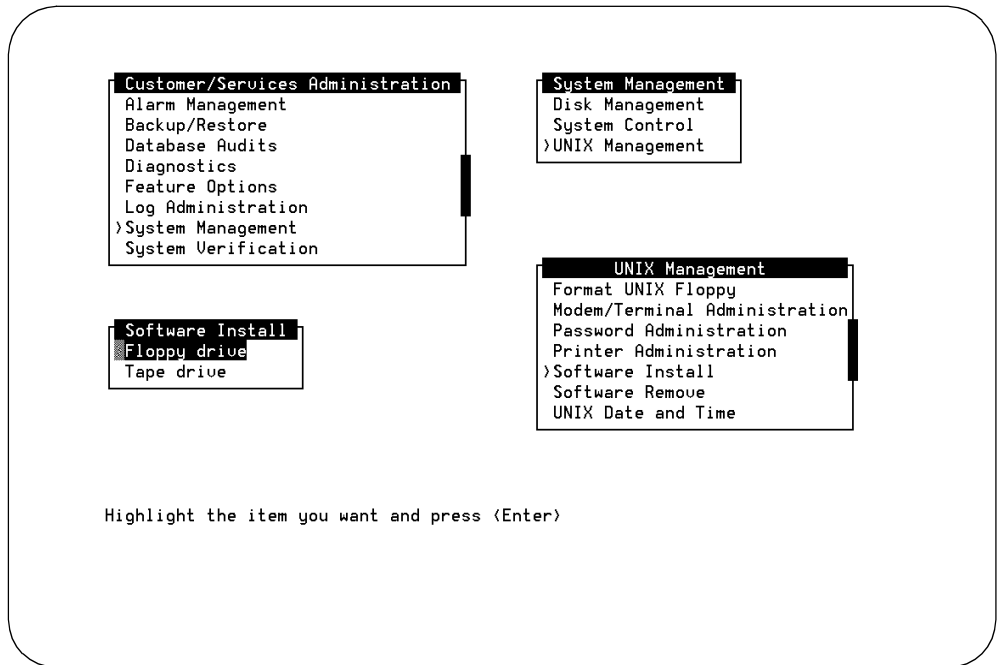 Customer/Services Administration
Alarm Management
Backup/Restore
Database Audits
Diagnostics
Feature Options
Log Administration
>System Management
System Verification
System Management
Disk Management
System Control
>UNIX Management
UNIX Management
Format UNIX Floppy
Modem/Terminal Administration
Password Administration
Printer Administration
>Software Install
Software Remove
UNIX Date and Time
Software Install
Floppy drive
Tape drive
Highlight the item you want and press <Enter>